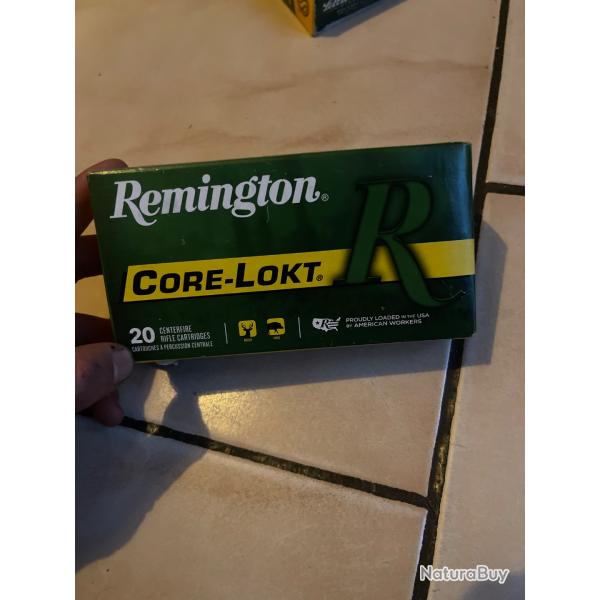 Remington®
R
CORE-LOKT®
20 CENTERFIRE
RIFLE CARTRIDGES
CARTOUCHES À PERCUSSION CENTRALE
PROUDLY LOADED IN THE USA
BY AMERICAN WORKERS
NaturaBuy